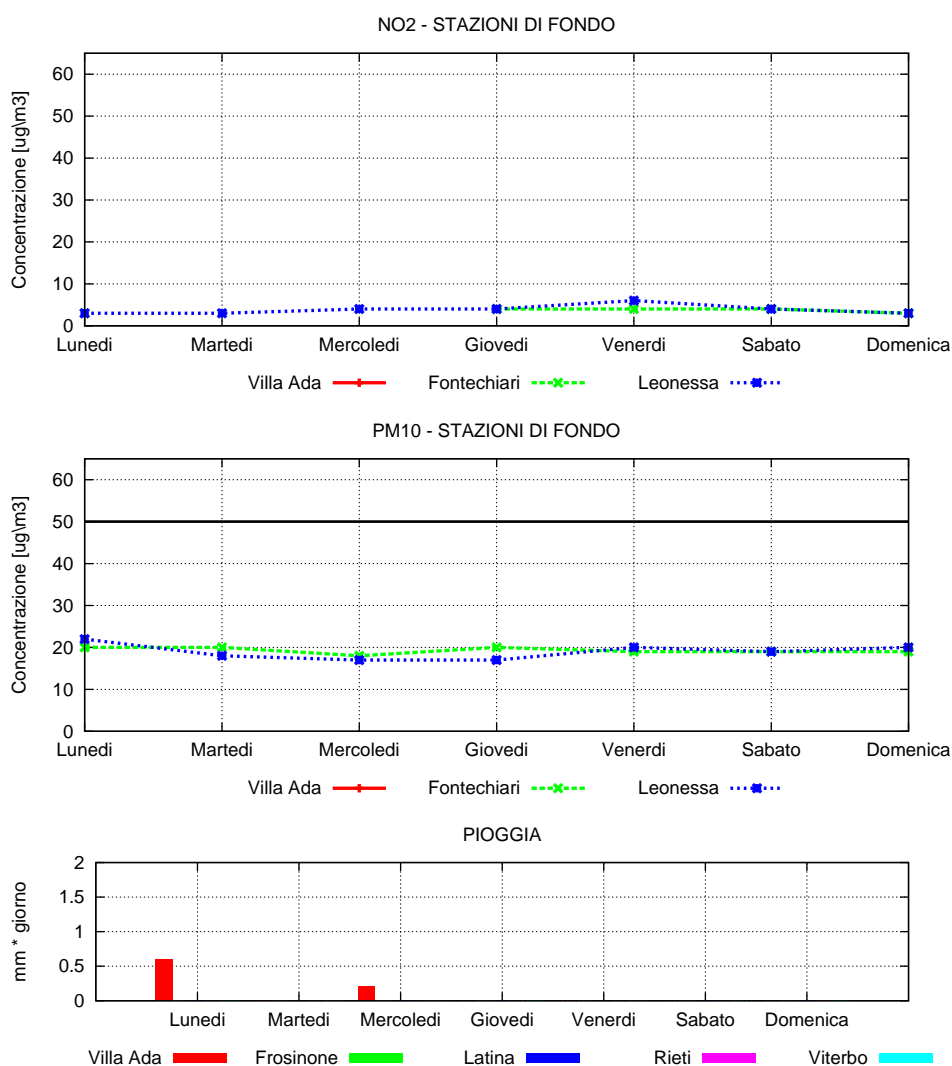 NO2 - STAZIONI DI FONDO
Concentrazione [ug\m3]
60
50
40
30
20
10
0
Lunedi Martedi Mercoledi Giovedi Venerdi Sabato Domenica
Villa Ada Fontechiari Leonessa
PM10 - STAZIONI DI FONDO
Concentrazione [ug\m3]
60
50
40
30
20
10
0
Lunedi Martedi Mercoledi Giovedi Venerdi Sabato Domenica
Villa Ada Fontechiari Leonessa
PIOGGIA
mm * giorno
2
1.5
1
0.5
0
Lunedi Martedi Mercoledi Giovedi Venerdi Sabato Domenica
Villa Ada Frosinone Latina Rieti Viterbo